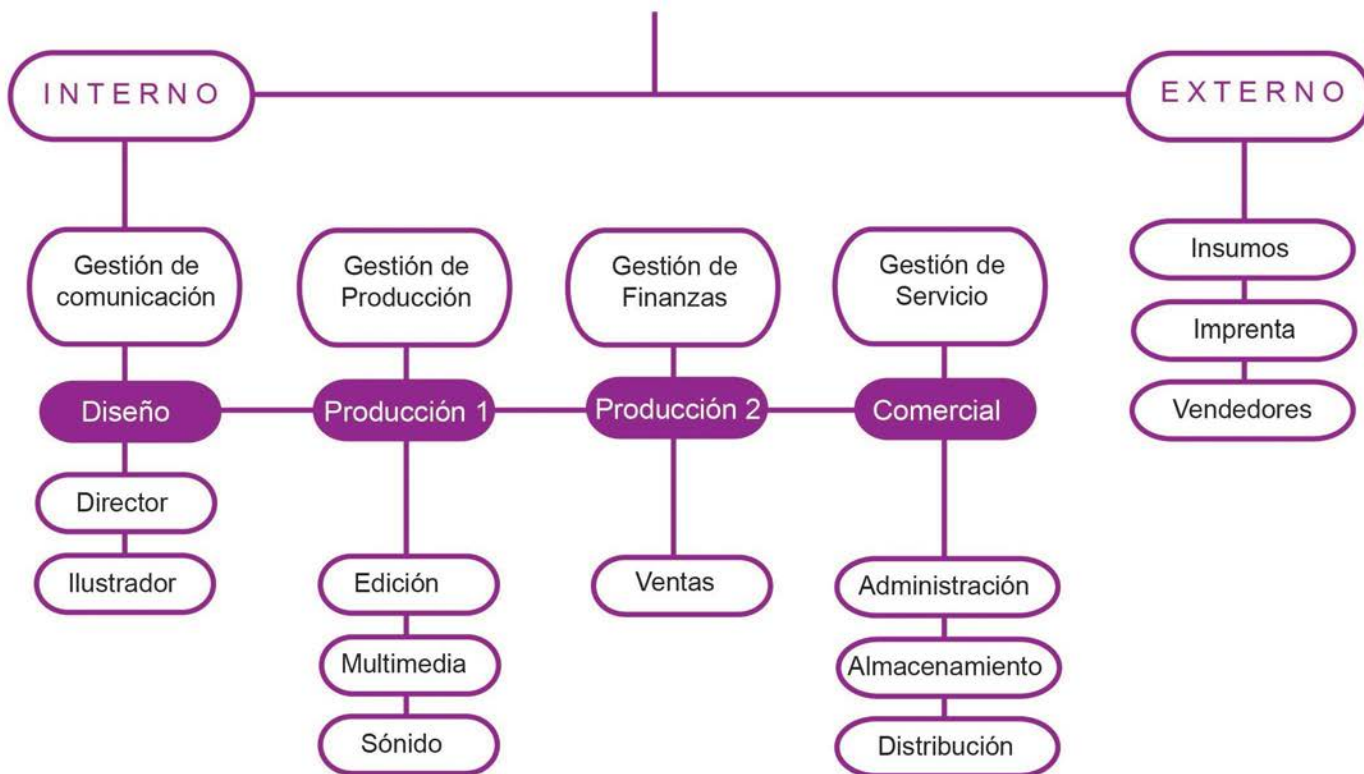 INTERNO
EXTERNO
Gestión de
comunicación
Gestión de
Producción
Gestión de
Finanzas
Gestión de
Servicio
Insumos
Imprenta
Vendedores
Diseño
Producción 1
Producción 2
Comercial
Director
Ilustrador
Edición
Multimedia
Sónido
Ventas
Administración
Almacenamiento
Distribución